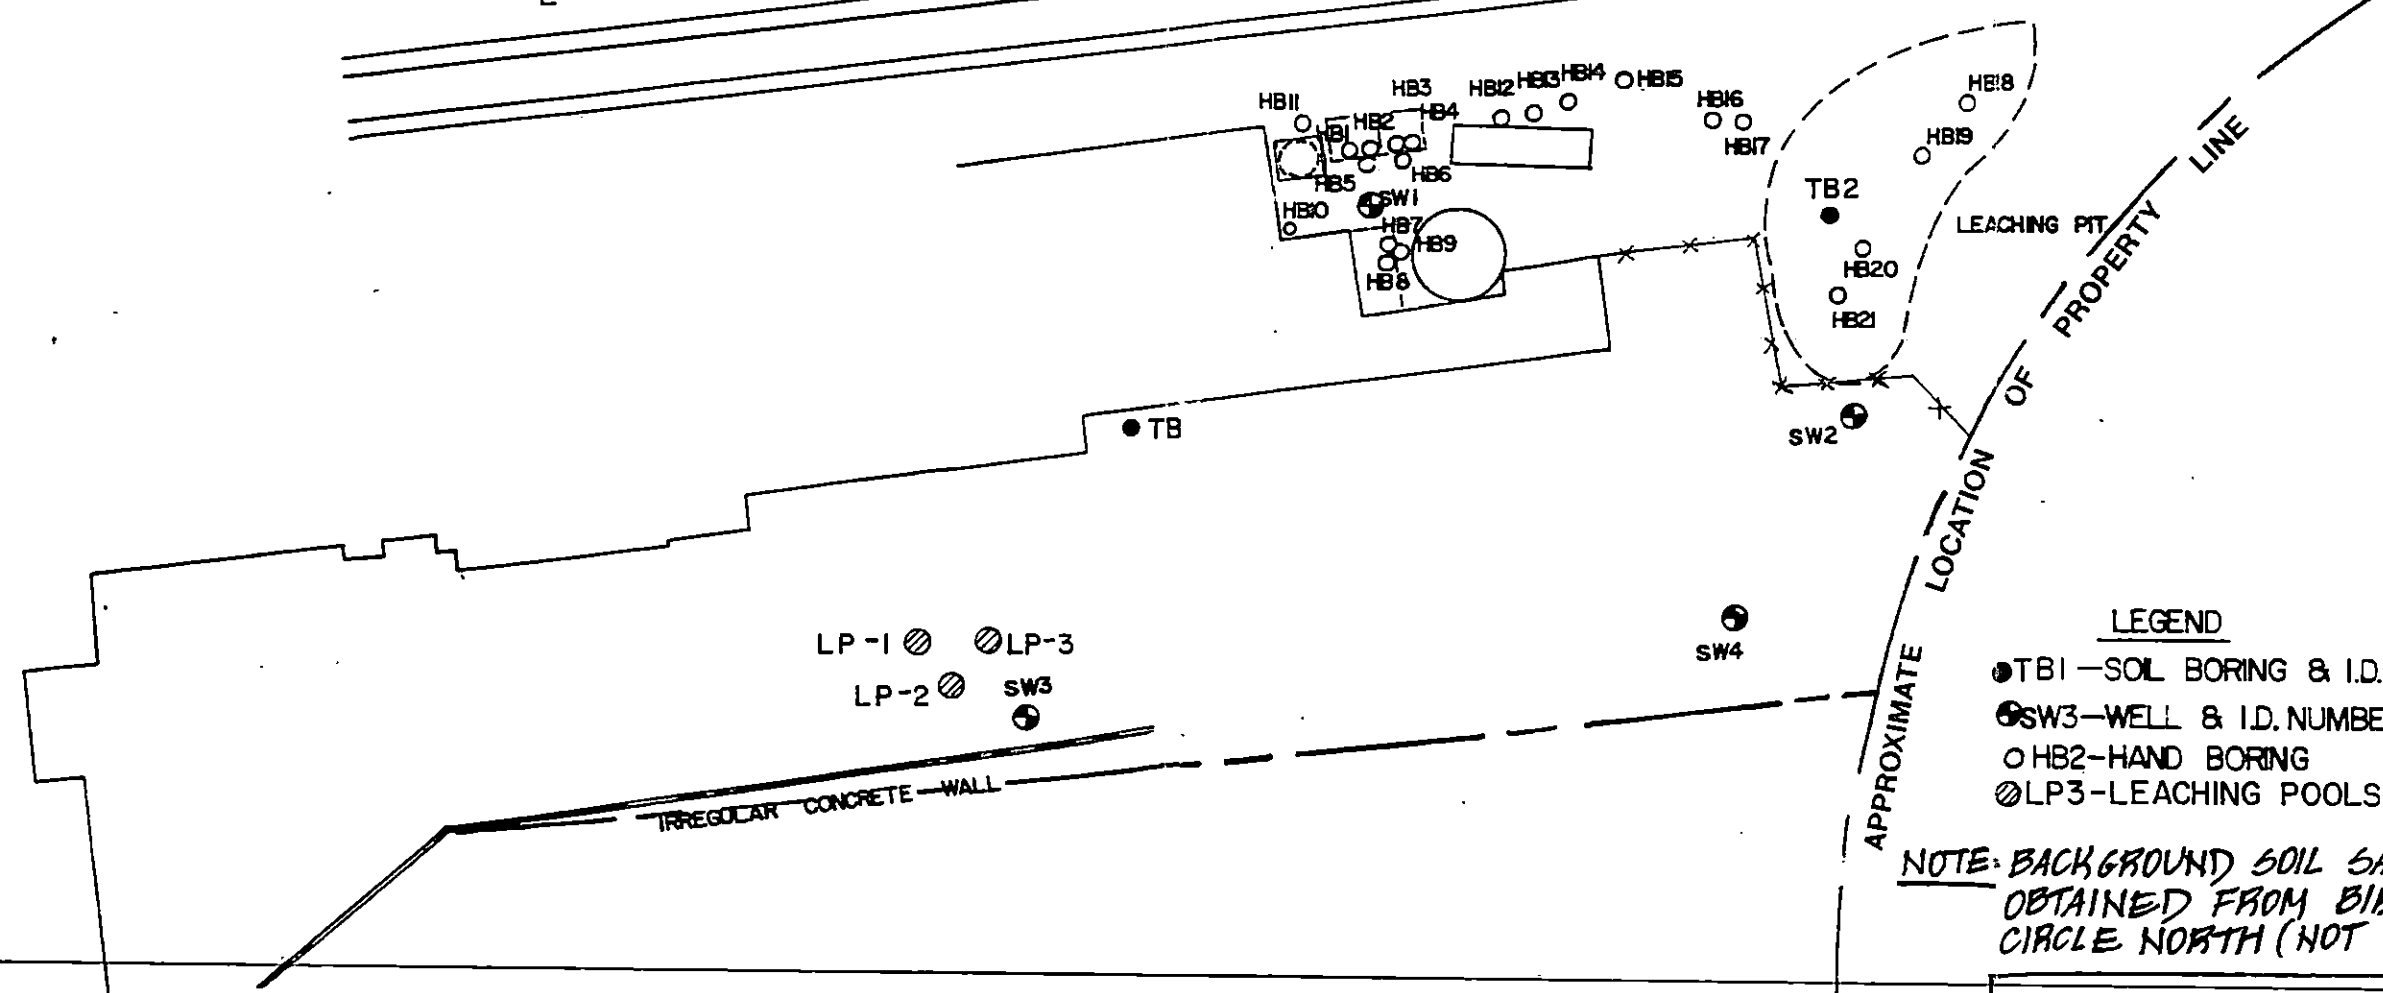 HB11
HB1
HB2
HB3
HB4
HB12
HB13
HB14
HB15
HB16
HB17
HB18
HB19
HB5
HB6
SW1
HB10
HB7
HB9
HB8
TB2
LEACHING PIT
HB20
HB21
TB
SW2
SW4
LP-1
LP-3
LP-2
SW3
IRREGULAR CONCRETE WALL
APPROXIMATE LOCATION OF PROPERTY LINE
LEGEND
TB1—SOIL BORING & I.D.
SW3—WELL & I.D. NUMBE
HB2-HAND BORING
LP3-LEACHING POOLS
NOTE: BACKGROUND SOIL SA
OBTAINED FROM
CIRCLE NORTH (NOT